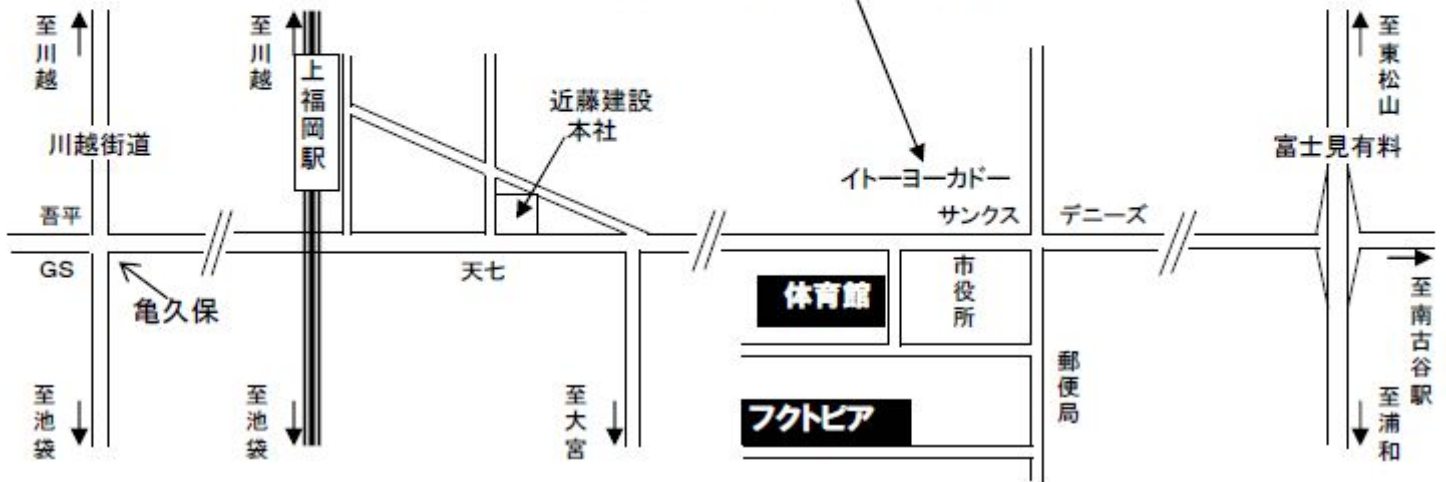 至川越
至川越
至東松山
上福岡駅
近藤建設
本社
川越街道
富士見有料
イトーヨーカドー
吾平
サンクス
デニーズ
GS
天七
体育館
市役所
亀久保
至南古谷駅
郵便局
至池袋
至池袋
至大宮
フクトピア
至浦和